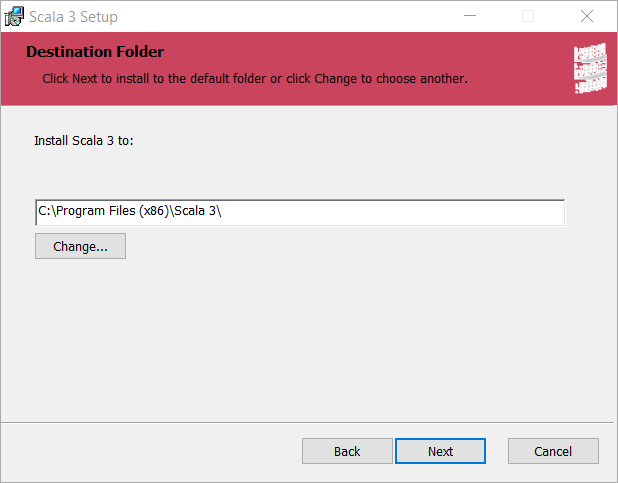 Scala 3 Setup
Destination Folder
Click Next to install to the default folder or click Change to choose another.
Install Scala 3 to:
C:\Program Files (x86)\Scala 3\
Change...
Back
Next
Cancel